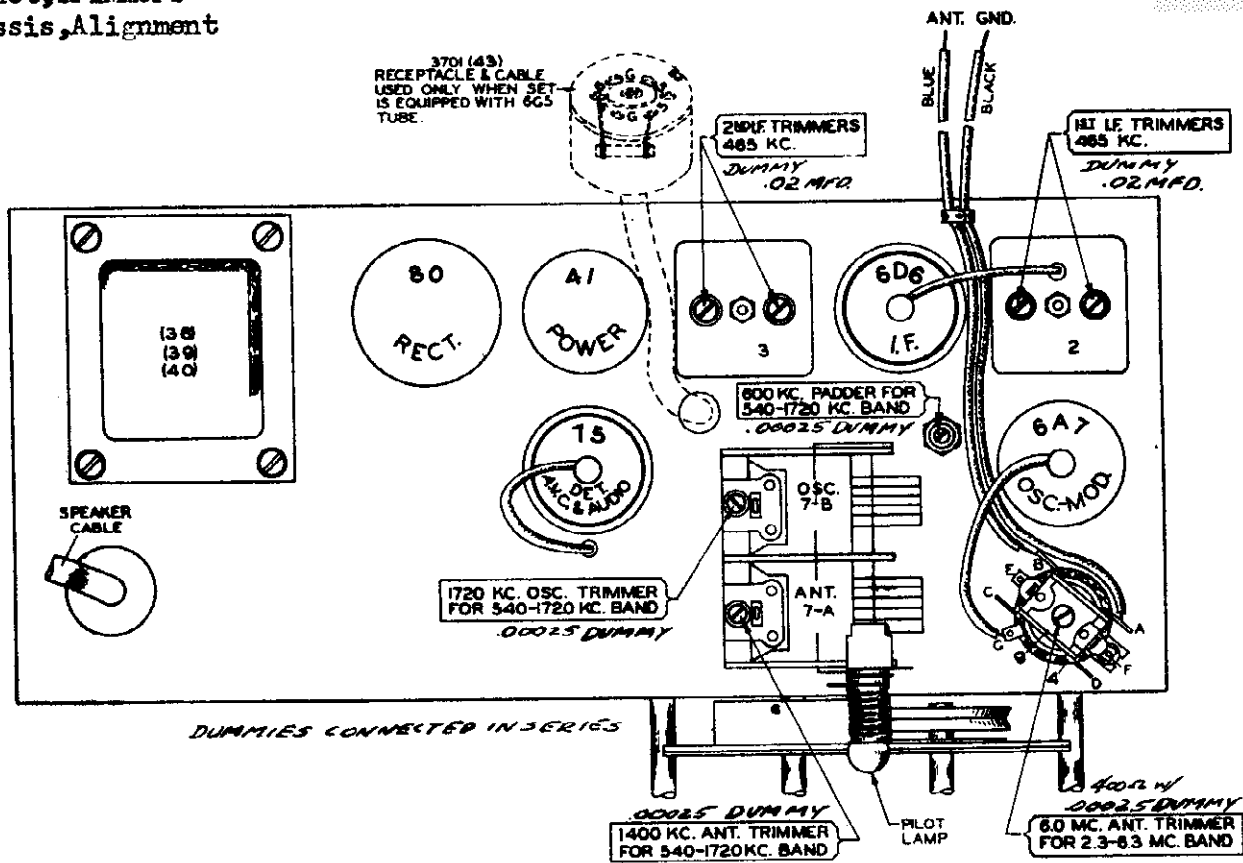 ssis,Alignment
ANT. GND.
BLUE
BLACK
3701 (43)
RECEPTACLE & CABLE
USED ONLY WHEN SET
IS EQUIPPED WITH 6G5
TUBE.
2ND I.F. TRIMMERS
465 KC.
DUMMY
.02 MFD.
1ST I.F. TRIMMERS
465 KC.
DUMMY
.02 MFD.
80
RECT.
41
POWER
3
6D6
I.F.
2
(38)
(39)
(40)
600 KC. PADDER FOR
540-1720 KC. BAND
.00025 DUMMY
75
DET.
A.V.C. & AUDIO
6A7
OSC.-MOD.
OSC.
7-B
SPEAKER
CABLE
1720 KC. OSC. TRIMMER
FOR 540-1720 KC. BAND
.00025 DUMMY
ANT.
7-A
E
B
C
A
G
F
4
D
6
DUMMIES CONNECTED IN SERIES
.00025 DUMMY
1400 KC. ANT. TRIMMER
FOR 540-1720 KC. BAND
PILOT
LAMP
400Ω W/
.00025 DUMMY
6.0 MC. ANT. TRIMMER
FOR 2.3-6.3 MC. BAND